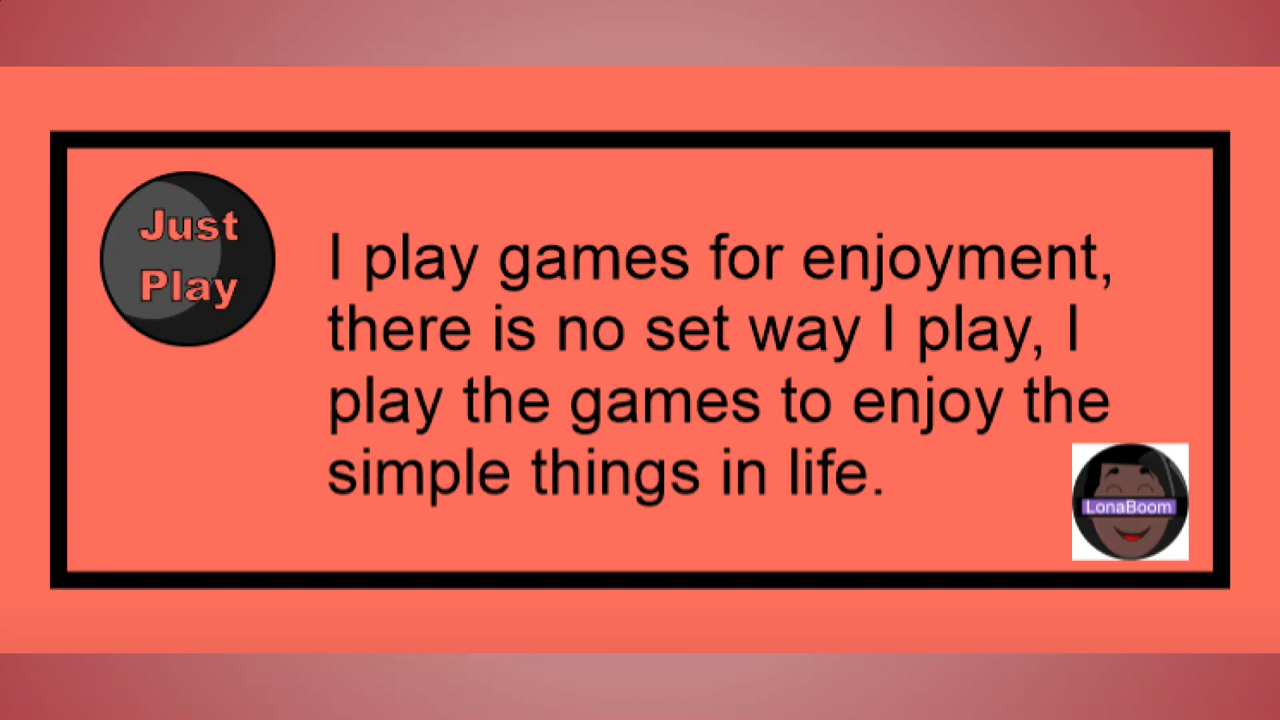 Just
Play
I play games for enjoyment,
there is no set way I play, I
play the games to enjoy the
simple things in life.
LonaBoom